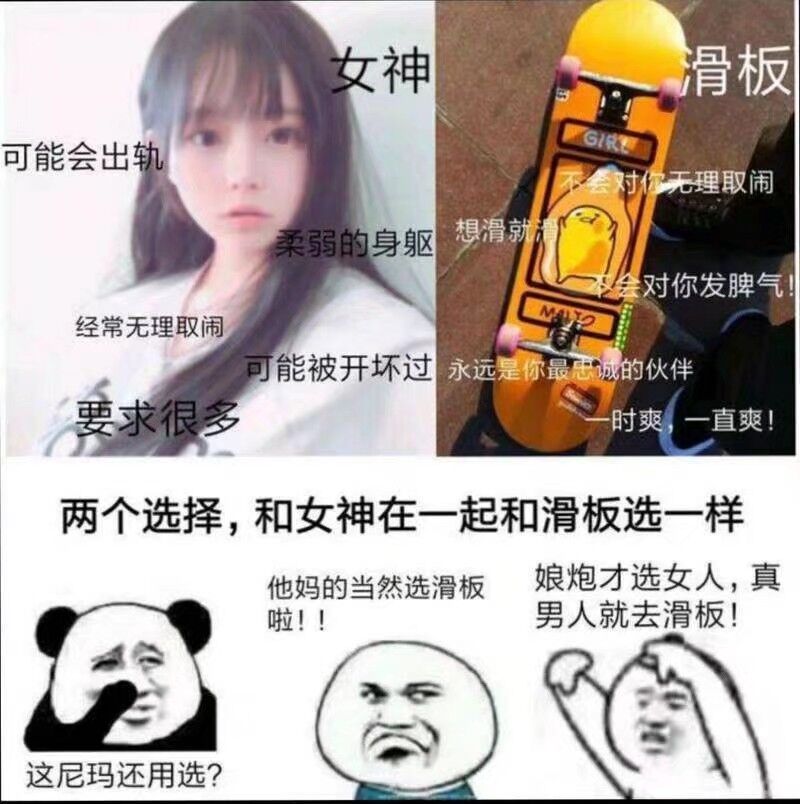 女神
可能会出轨
柔弱的身躯
经常无理取闹
可能被开坏过
要求很多
滑板
GIRL
不会对你无理取闹
想滑就滑
不会对你发脾气!
永远是你最忠诚的伙伴
一时爽，一直爽！
两个选择，和女神在一起和滑板选一样
这尼玛还用选?
他妈的当然选滑板
啦！！
娘炮才选女人，真
男人就去滑板！